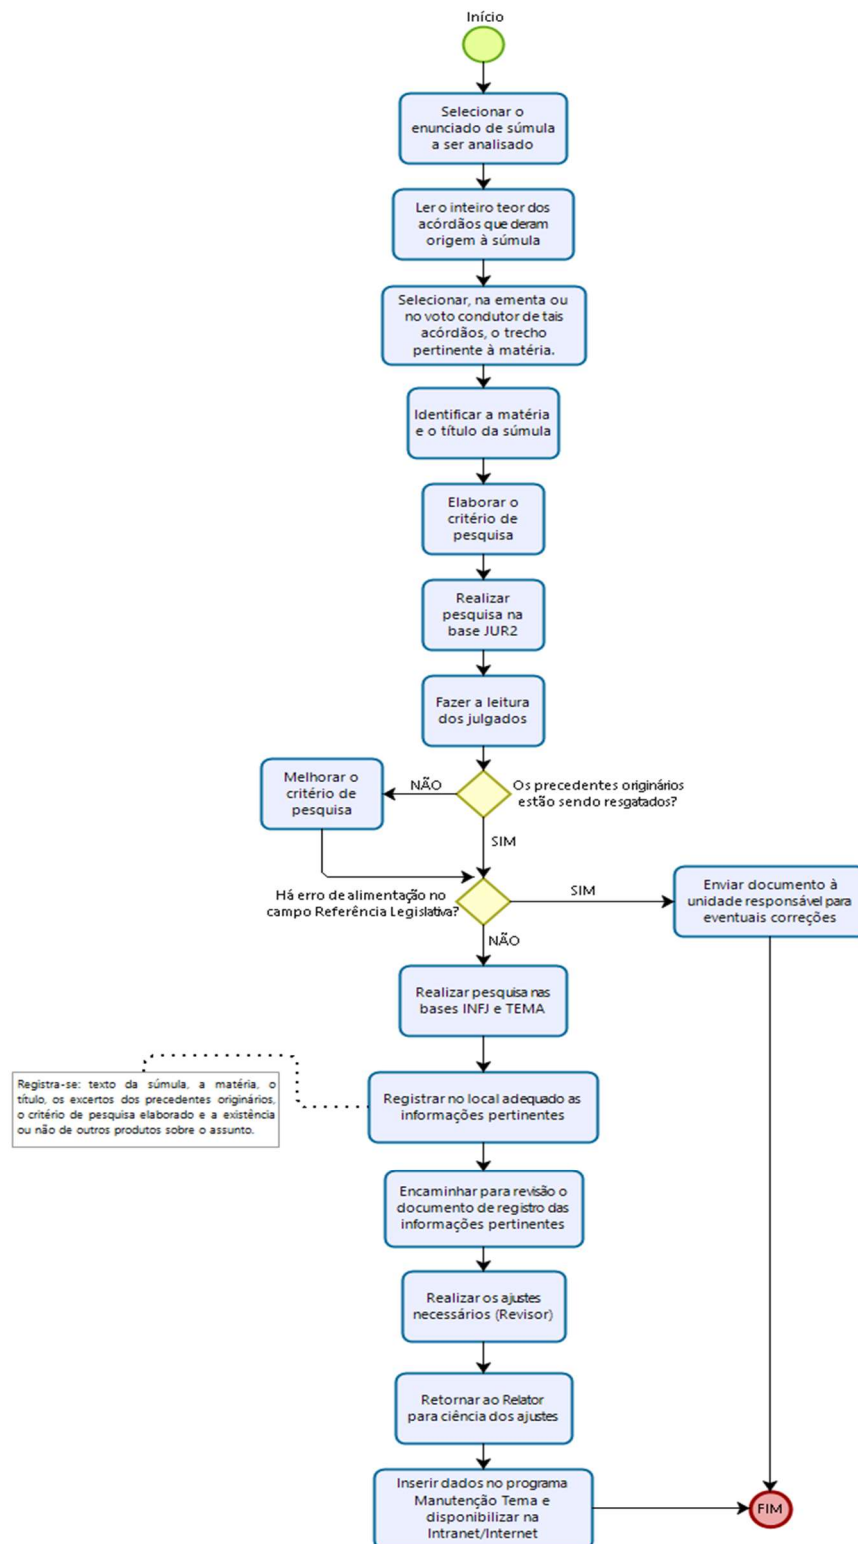 Início
Selecionar o
enunciado de súmula
a ser analisado
Ler o inteiro teor dos
acórdãos que deram
origem à súmula
Selecionar, na ementa ou
no voto condutor de tais
acórdãos, o trecho
pertinente à matéria.
Identificar a matéria
e o título da súmula
Elaborar o
critério de
pesquisa
Realizar
pesquisa na
base JUR2
Fazer a leitura
dos julgados
Os precedentes originários
estão sendo resgatados?
NÃO
Melhorar o
critério de
pesquisa
SIM
Há erro de alimentação no
campo Referência Legislativa?
SIM
Enviar documento à
unidade responsável para
eventuais correções
NÃO
Realizar pesquisa nas
bases INFJ e TEMA
Registra-se: texto da súmula, a matéria, o
título, os excertos dos precedentes originários,
o critério de pesquisa elaborado e a existência
ou não de outros produtos sobre o assunto.
Registrar no local adequado as
informações pertinentes
Encaminhar para revisão o
documento de registro das
informações pertinentes
Realizar os ajustes
necessários (Revisor)
Retornar ao Relator
para ciência dos ajustes
Inserir dados no programa
Manutenção Tema e
disponibilizar na
Intranet/Internet
FIM